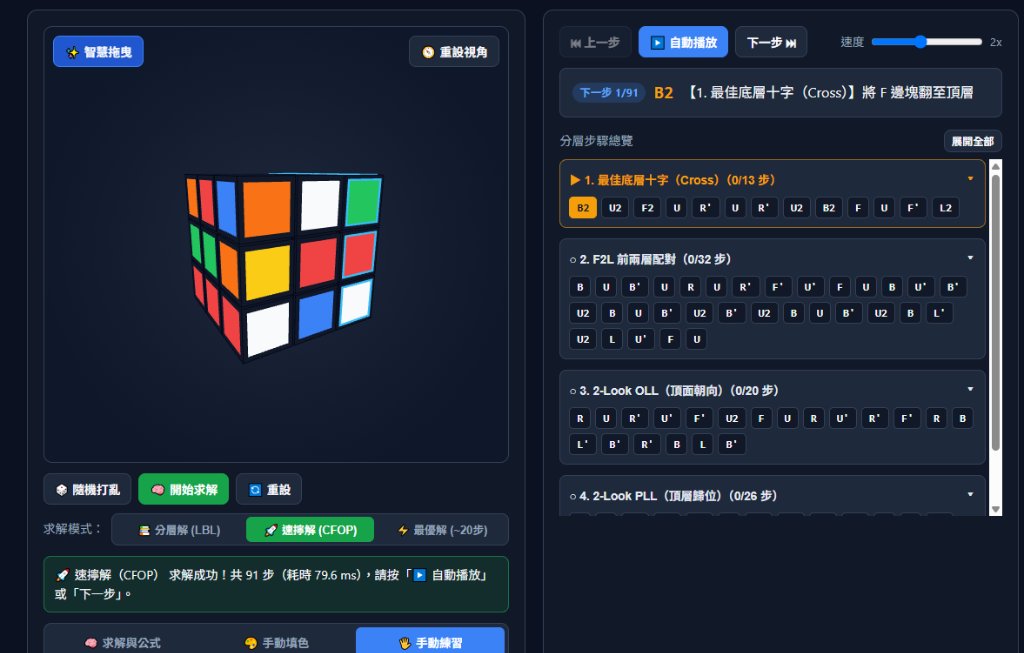 智慧拖曳
重設視角
隨機打亂
開始求解
重設
求解模式：
分層解 (LBL)
速擰解 (CFOP)
最優解 (~20步)
速擰解（CFOP） 求解成功！共 91 步（耗時 79.6 ms），請按「▶ 自動播放」
或「下一步」。
求解與公式
手動填色
手動練習
⏮ 上一步
▶ 自動播放
下一步 ⏭
速度
2x
下一步 1/91 B2 【1. 最佳底層十字（Cross）】將 F 邊塊翻至頂層
分層步驟總覽
展開全部
▶ 1. 最佳底層十字（Cross）（0/13 步）
B2 U2 F2 U R' U R' U2 B2 F U F' L2
○ 2. F2L 前兩層配對（0/32 步）
B U B' U R U R' F' U' F U B U' B'
U2 B U B' U2 B' U2 B U B' U2 B L'
U2 L U' F U
○ 3. 2-Look OLL（頂面朝向）（0/20 步）
R U R' U' F' U2 F U R U' R' F' R B
L' B' R' B L B'
○ 4. 2-Look PLL（頂層歸位）（0/26 步）